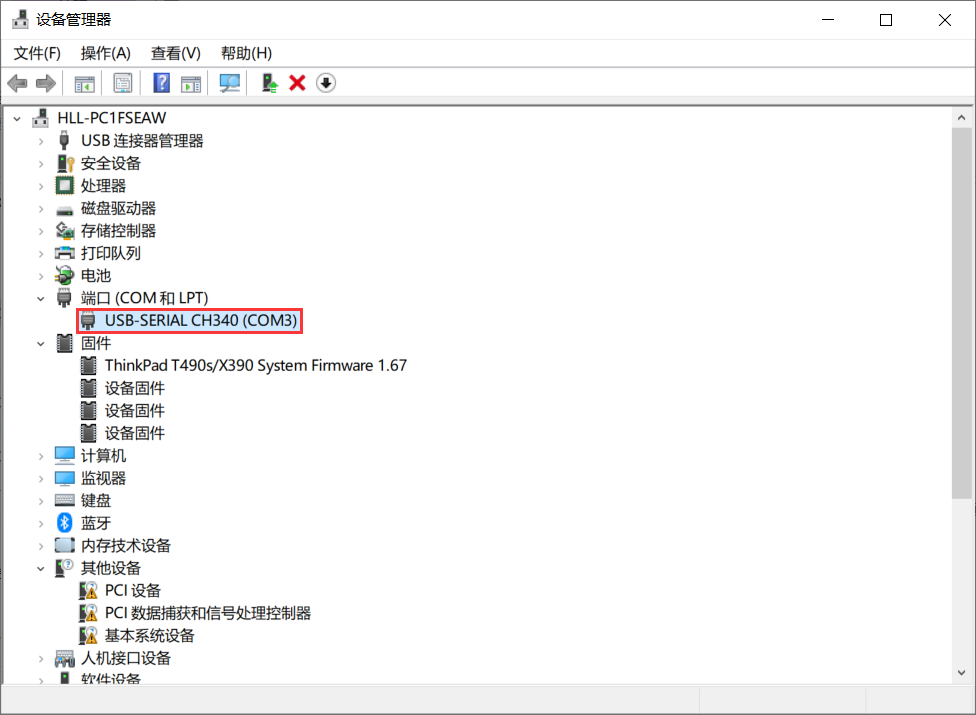 设备管理器
文件(F) 操作(A) 查看(V) 帮助(H)
HLL-PC1FSEAW
USB 连接器管理器
安全设备
处理器
磁盘驱动器
存储控制器
打印队列
电池
端口 (COM 和 LPT)
USB-SERIAL CH340 (COM3)
固件
ThinkPad T490s/X390 System Firmware 1.67
设备固件
设备固件
设备固件
计算机
监视器
键盘
蓝牙
内存技术设备
其他设备
PCI 设备
PCI 数据捕获和信号处理控制器
基本系统设备
人机接口设备
软件设备